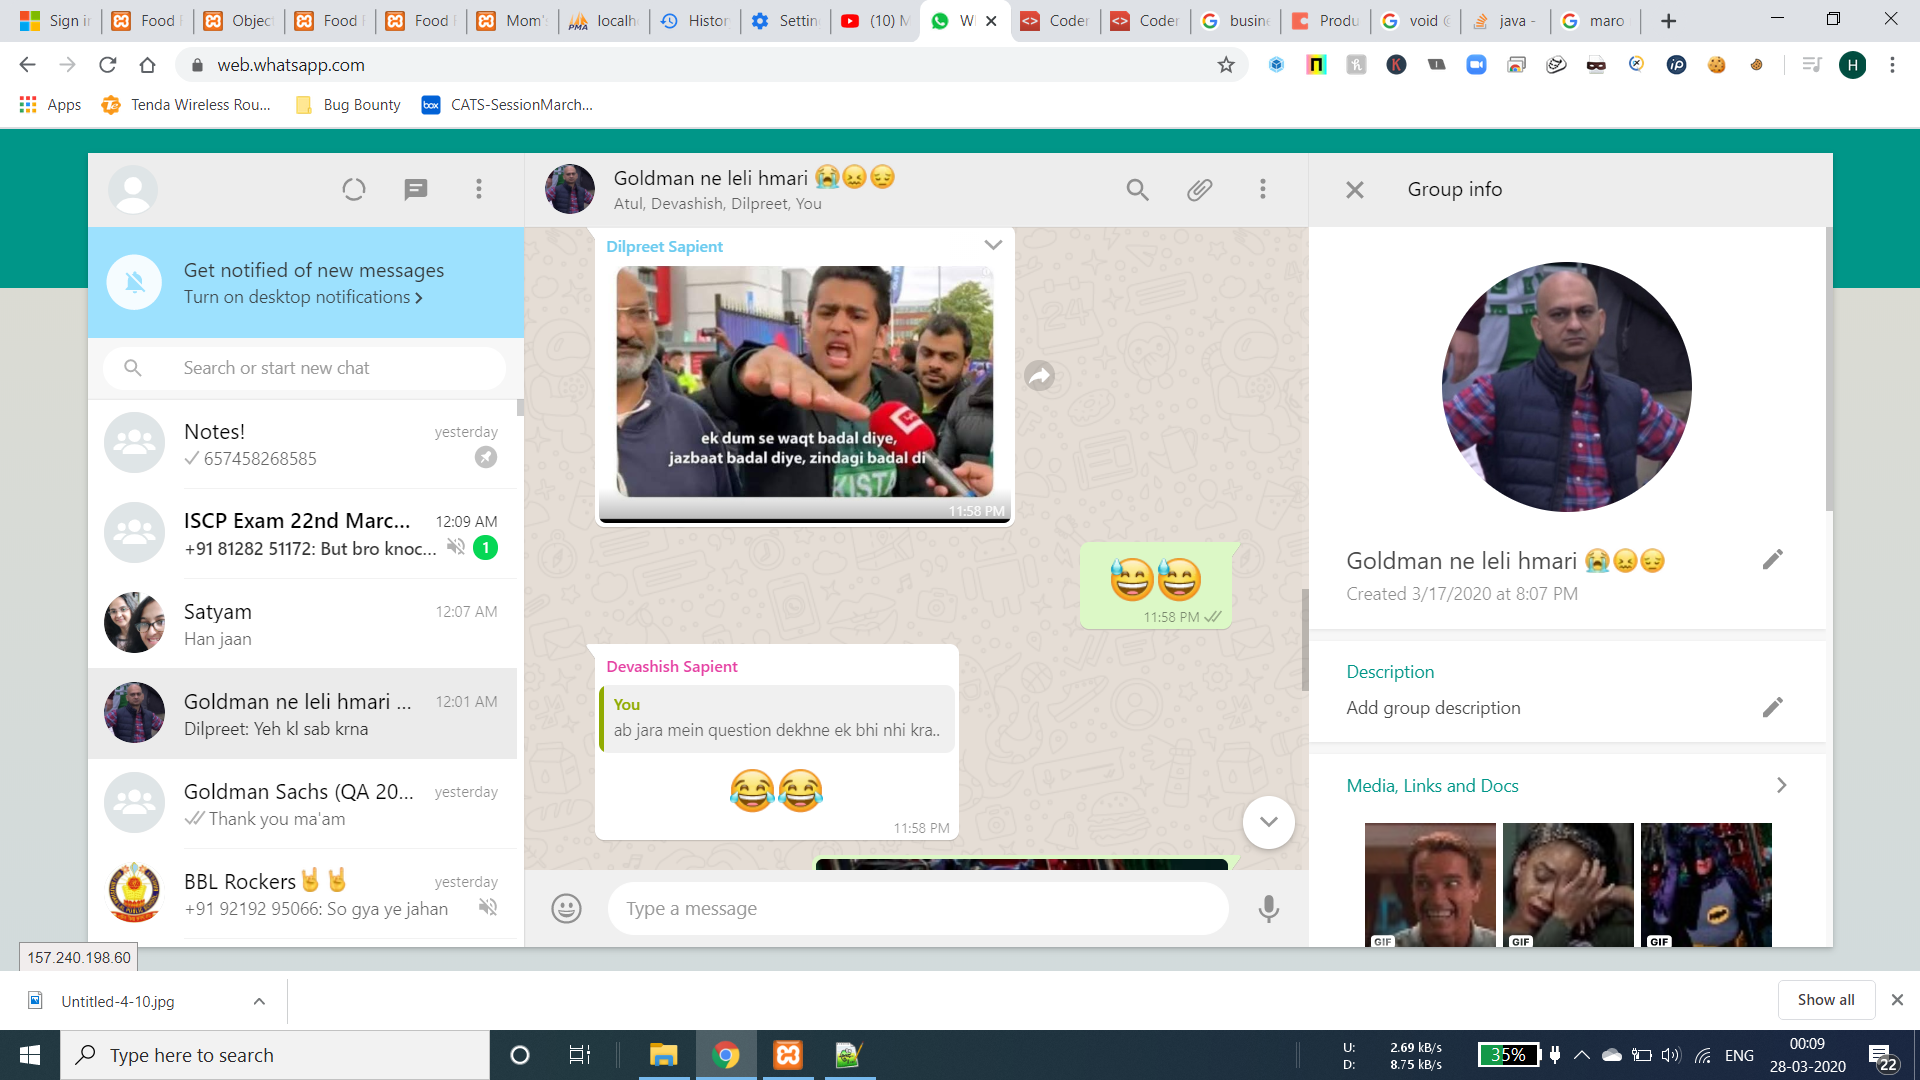 Sign in
Food
Object
Food
Food
Mom's
localh
Histor
Settin
(10) M
W
Coder
Coder
busine
Produ
void
java -
maro
web.whatsapp.com
H
Apps
Tenda Wireless Rou...
Bug Bounty
box
CATS-SessionMarch...
Goldman ne leli hmari 😭😖😔
Atul, Devashish, Dilpreet, You
Group info
Get notified of new messages
Turn on desktop notifications
Search or start new chat
Notes!
yesterday
657458268585
ISCP Exam 22nd Marc...
12:09 AM
+91 81282 51172: But bro knoc...
1
Satyam
12:07 AM
Han jaan
Goldman ne leli hmari ...
12:01 AM
Dilpreet: Yeh kl sab krna
Goldman Sachs (QA 20...
yesterday
Thank you ma'am
BBL Rockers🤘🤘
yesterday
+91 92192 95066: So gya ye jahan
Dilpreet Sapient
ek dum se waqt badal diye,
jazbaat badal diye, zindagi badal di
KISTA
11:58 PM
😅😅
11:58 PM
Devashish Sapient
You
ab jara mein question dekhne ek bhi nhi kra..
😂😂
11:58 PM
Type a message
Goldman ne leli hmari 😭😖😔
Created 3/17/2020 at 8:07 PM
Description
Add group description
Media, Links and Docs
GIF
GIF
GIF
157.240.198.60
Untitled-4-10.jpg
Show all
Type here to search
U: 2.69 kB/s
D: 8.75 kB/s
35%
ENG
00:09
28-03-2020
22